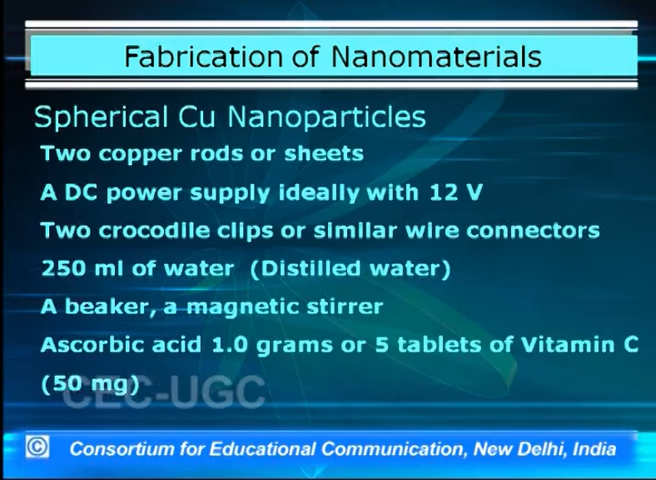 Fabrication of Nanomaterials
Spherical Cu Nanoparticles
Two copper rods or sheets
A DC power supply ideally with 12 V
Two crocodile clips or similar wire connectors
250 ml of water (Distilled water)
A beaker, a magnetic stirrer
Ascorbic acid 1.0 grams or 5 tablets of Vitamin C
(50 mg)
CEC-UGC
© Consortium for Educational Communication, New Delhi, India